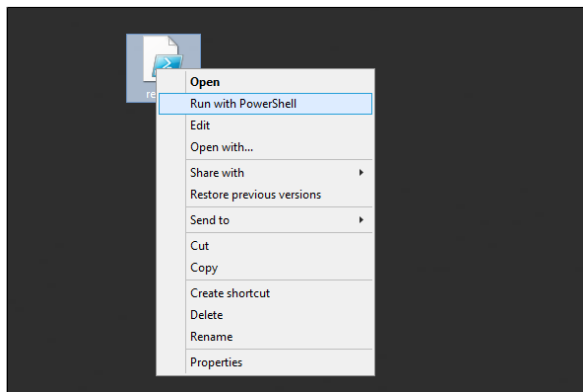 Open
Run with PowerShell
Edit
Open with...
Share with
Restore previous versions
Send to
Cut
Copy
Create shortcut
Delete
Rename
Properties